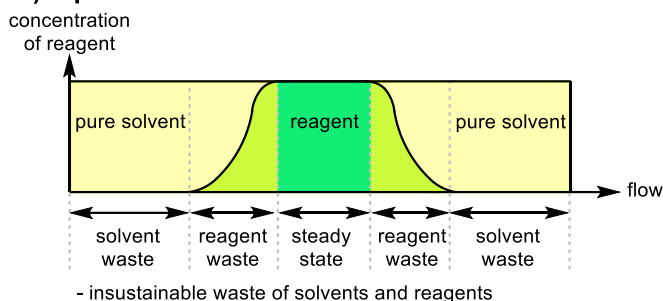 concentration
of reagent
pure solvent
reagent
pure solvent
flow
solvent
waste
reagent
waste
steady
state
reagent
waste
solvent
waste
- insustainable waste of solvents and reagents